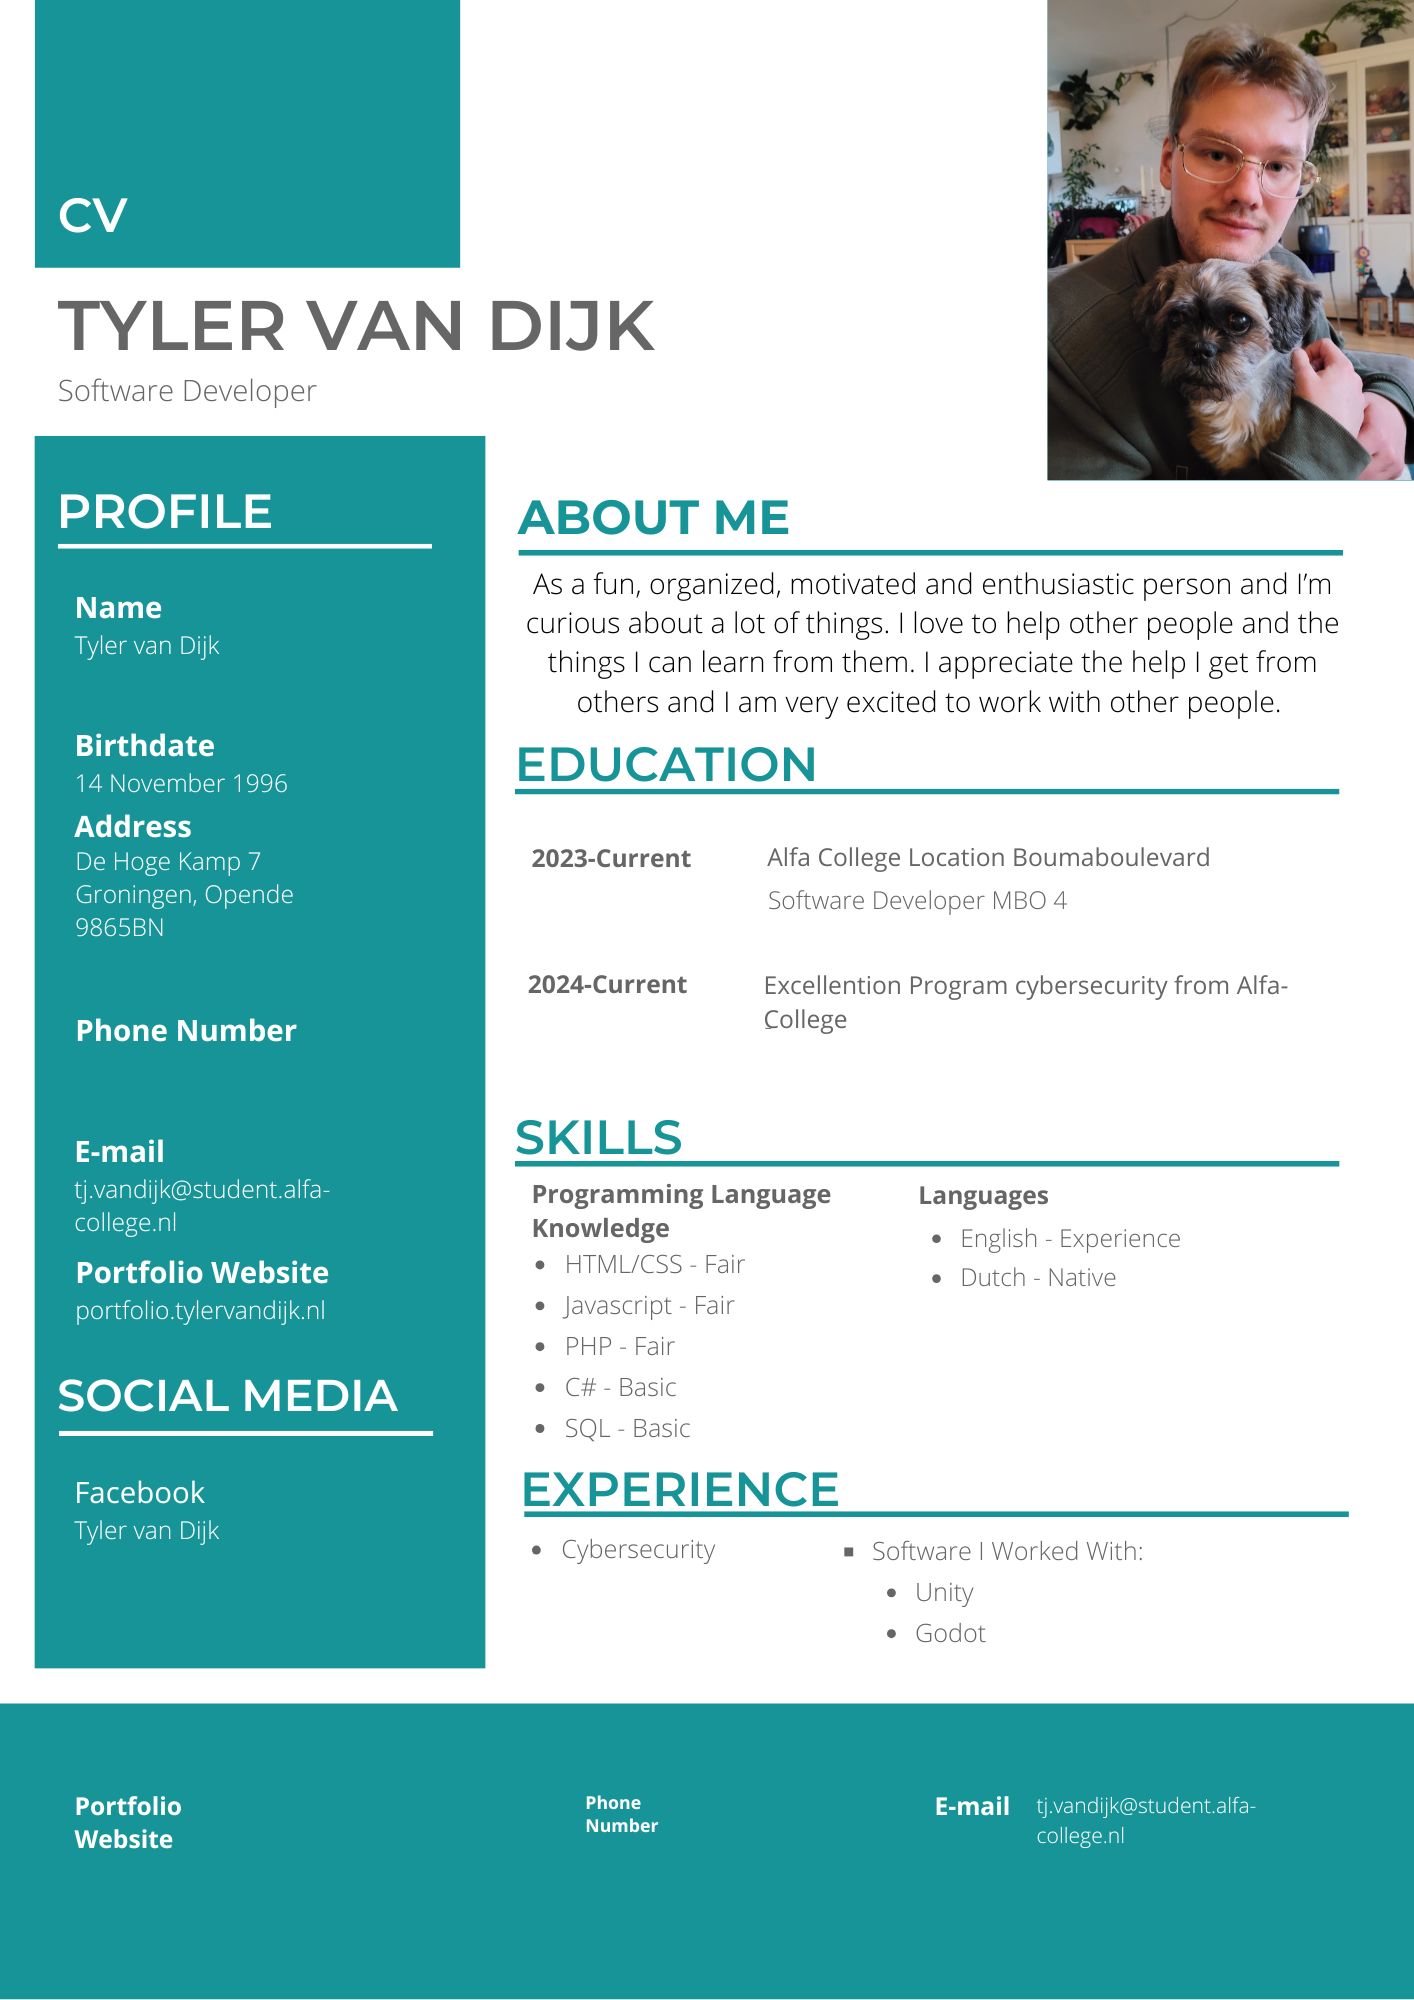 CV
TYLER VAN DIJK
Software Developer
PROFILE
Name
Tyler van Dijk
Birthdate
14 November 1996
Address
De Hoge Kamp 7
Groningen, Opende
9865BN
Phone Number
E-mail
tj.vandijk@student.alfa-
college.nl
Portfolio Website
portfolio.tylervandijk.nl
SOCIAL MEDIA
Facebook
Tyler van Dijk
ABOUT ME
As a fun, organized, motivated and enthusiastic person and I’m
curious about a lot of things. I love to help other people and the
things I can learn from them. I appreciate the help I get from
others and I am very excited to work with other people.
EDUCATION
2023-Current Alfa College Location Boumaboulevard
Software Developer MBO 4
2024-Current Excellention Program cybersecurity from Alfa-
College
SKILLS
Programming Language
Knowledge
• HTML/CSS - Fair
• Javascript - Fair
• PHP - Fair
• C# - Basic
• SQL - Basic
Languages
• English - Experience
• Dutch - Native
EXPERIENCE
• Cybersecurity
▪ Software I Worked With:
• Unity
• Godot
Portfolio
Website
Phone
Number
E-mail tj.vandijk@student.alfa-
college.nl